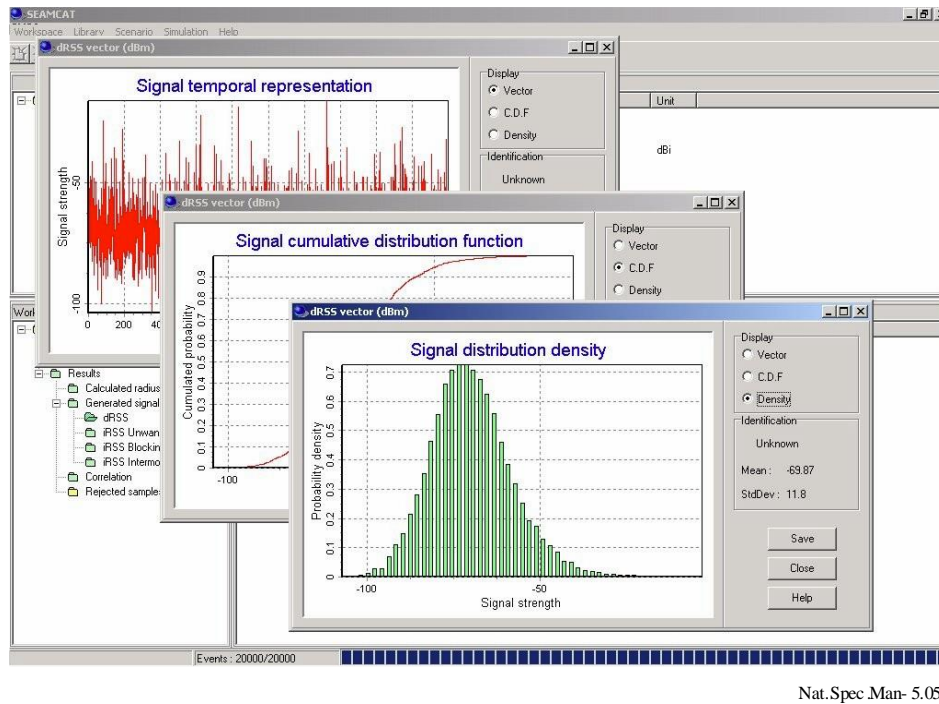 SEAMCAT
Workspace Library Scenario Simulation Help
dRSS vector (dBm)
Signal temporal representation
Signal strength
-50
-100
0 200
Display
Vector
C.D.F
Density
Identification
Unknown
Unit
dBi
dRSS vector (dBm)
Signal cumulative distribution function
Cumulated probability
0.9
0.8
0.7
0.6
0.5
0.4
0.3
0.2
0.1
0
-100
Display
Vector
C.D.F
Density
dRSS vector (dBm)
Signal distribution density
Probability density
0.7
0.6
0.5
0.4
0.3
0.2
0.1
0
-100 -50
Signal strength
Display
Vector
C.D.F
Density
Identification
Unknown
Mean : -69.87
StdDev : 11.8
Save
Close
Help
Results
Calculated radius
Generated signal
dRSS
iRSS Unwan
iRSS Blockin
iRSS Intermo
Correlation
Rejected sample
Events : 20000/20000
Nat.Spec.Man- 5.05